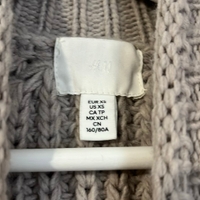 EUR XS
US XS
CA TP
MX XCH
CN
160/80A